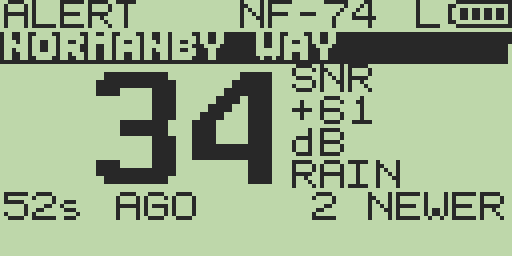 ALERT NF-74 L
NORMANBY WAY
34
SNR
+61
dB
RAIN
52s AGO 2 NEWER